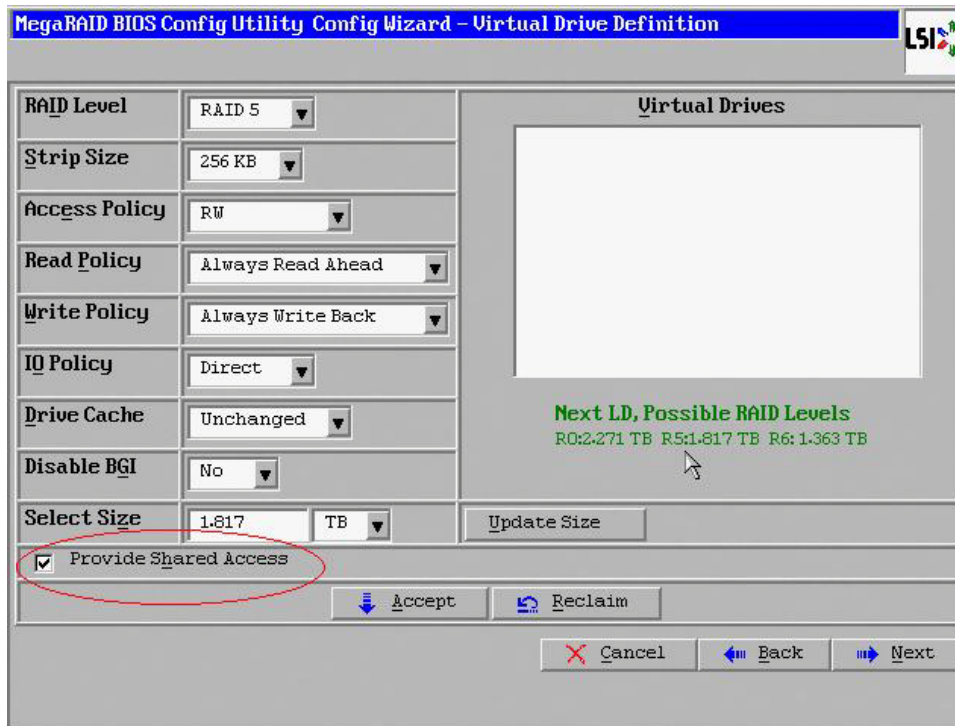 MegaRAID BIOS Config Utility Config Wizard – Virtual Drive Definition
LSI
RAID Level
RAID 5
Strip Size
256 KB
Access Policy
RW
Read Policy
Always Read Ahead
Write Policy
Always Write Back
IO Policy
Direct
Drive Cache
Unchanged
Disable BGI
No
Select Size
1.817
TB
Update Size
Virtual Drives
Next LD, Possible RAID Levels
R0:2.271 TB R5:1.817 TB R6: 1.363 TB
Provide Shared Access
Accept
Reclaim
Cancel
Back
Next